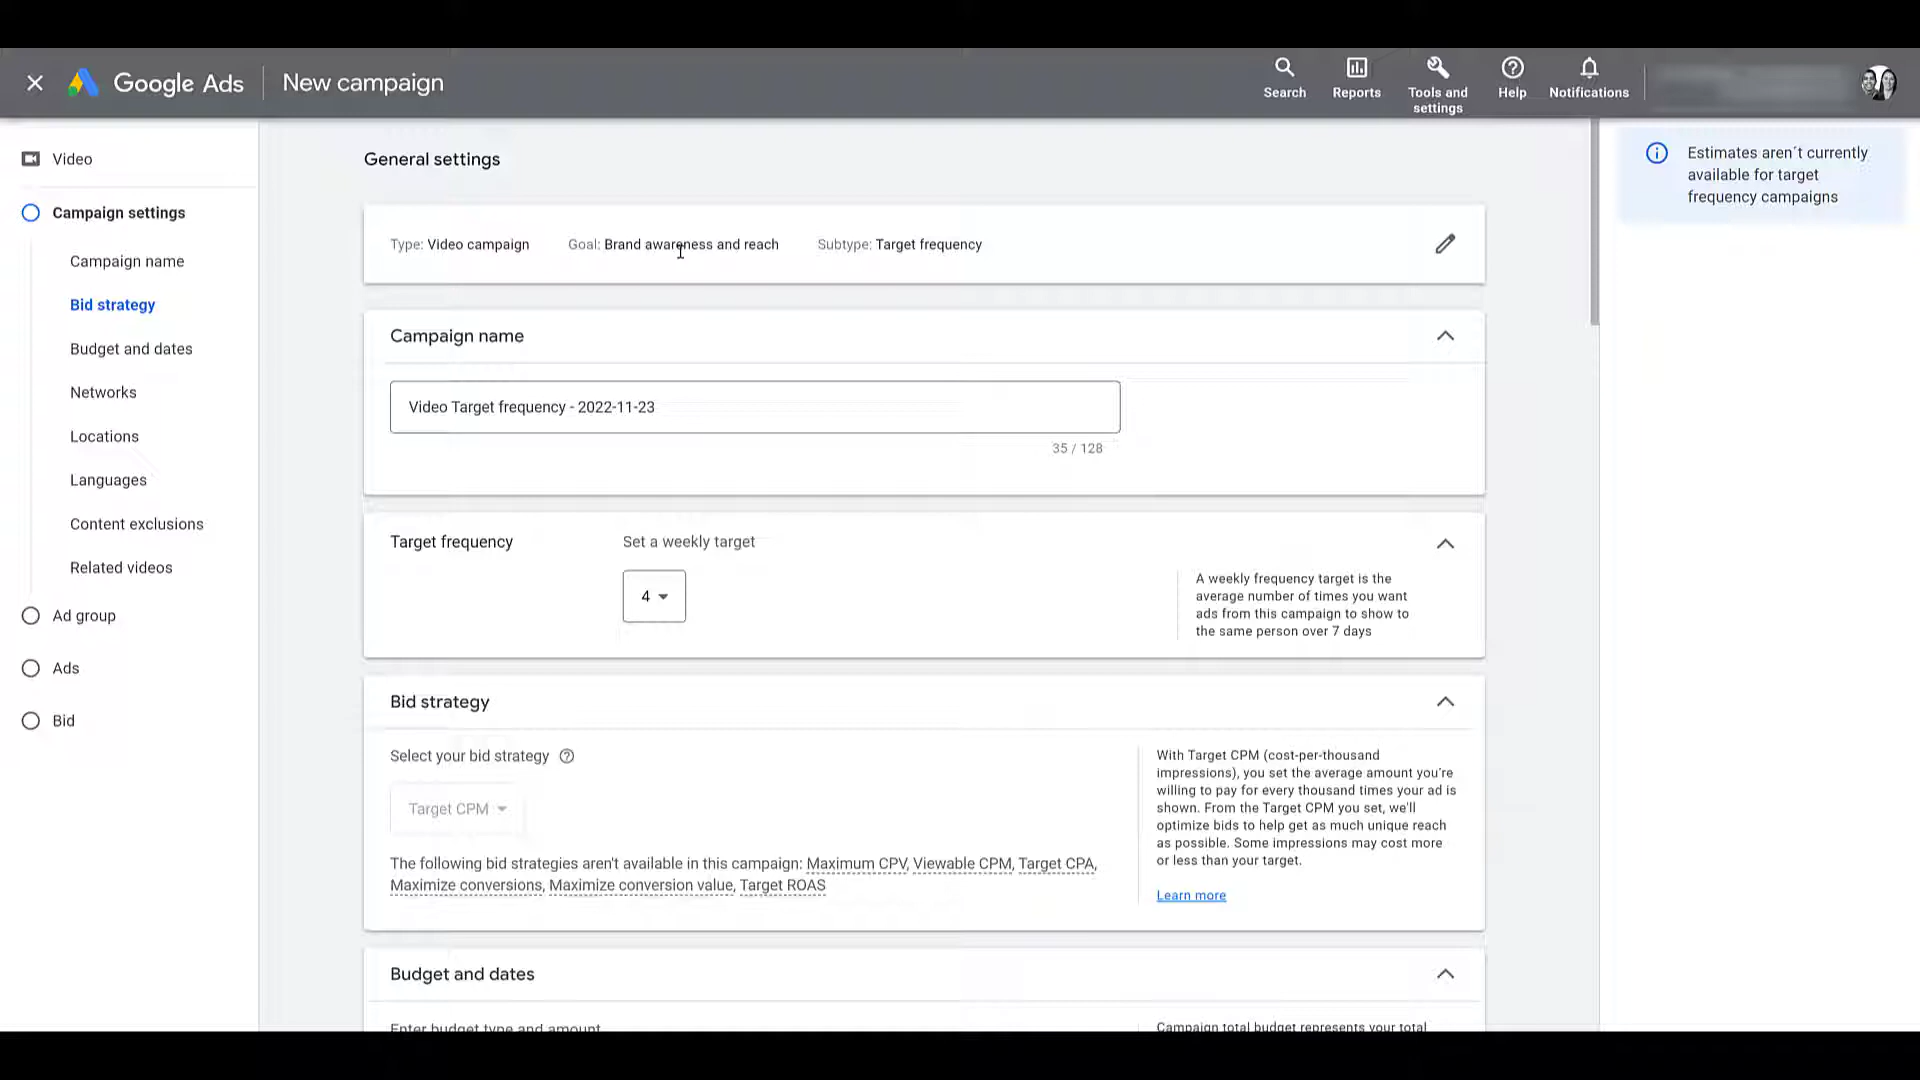 Google Ads
New campaign
Search
Reports
Tools and
settings
Help
Notifications
Video
Campaign settings
Campaign name
Bid strategy
Budget and dates
Networks
Locations
Languages
Content exclusions
Related videos
Ad group
Ads
Bid
General settings
Type: Video campaign Goal: Brand awareness and reach Subtype: Target frequency
Campaign name
Video Target frequency - 2022-11-23
35 / 128
Target frequency
Set a weekly target
4
A weekly frequency target is the
average number of times you want
ads from this campaign to show to
the same person over 7 days
Bid strategy
Select your bid strategy
Target CPM
The following bid strategies aren't available in this campaign: Maximum CPV, Viewable CPM, Target CPA,
Maximize conversions, Maximize conversion value, Target ROAS
With Target CPM (cost-per-thousand
impressions), you set the average amount you're
willing to pay for every thousand times your ad is
shown. From the Target CPM you set, we'll
optimize bids to help get as much unique reach
as possible. Some impressions may cost more
or less than your target.
Learn more
Budget and dates
Enter budget type and amount
Campaign total budget represents your total
Estimates aren´t currently
available for target
frequency campaigns